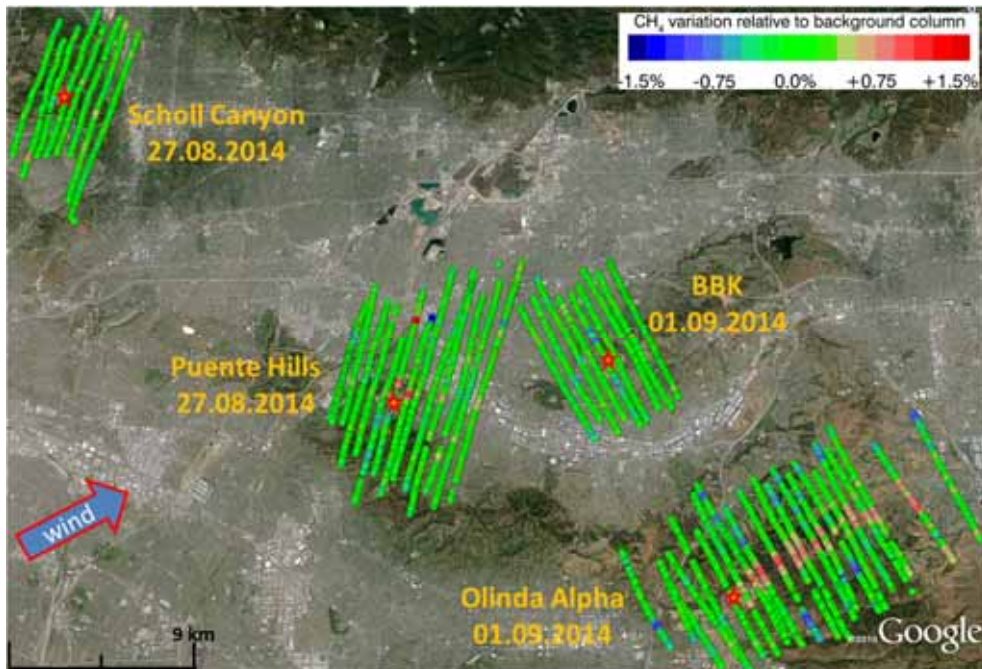 CH₄ variation relative to background column
-1.5% -0.75 0.0% +0.75 +1.5%
Scholl Canyon
27.08.2014
BBK
01.09.2014
Puente Hills
27.08.2014
wind
Olinda Alpha
01.09.2014
9 km
Google